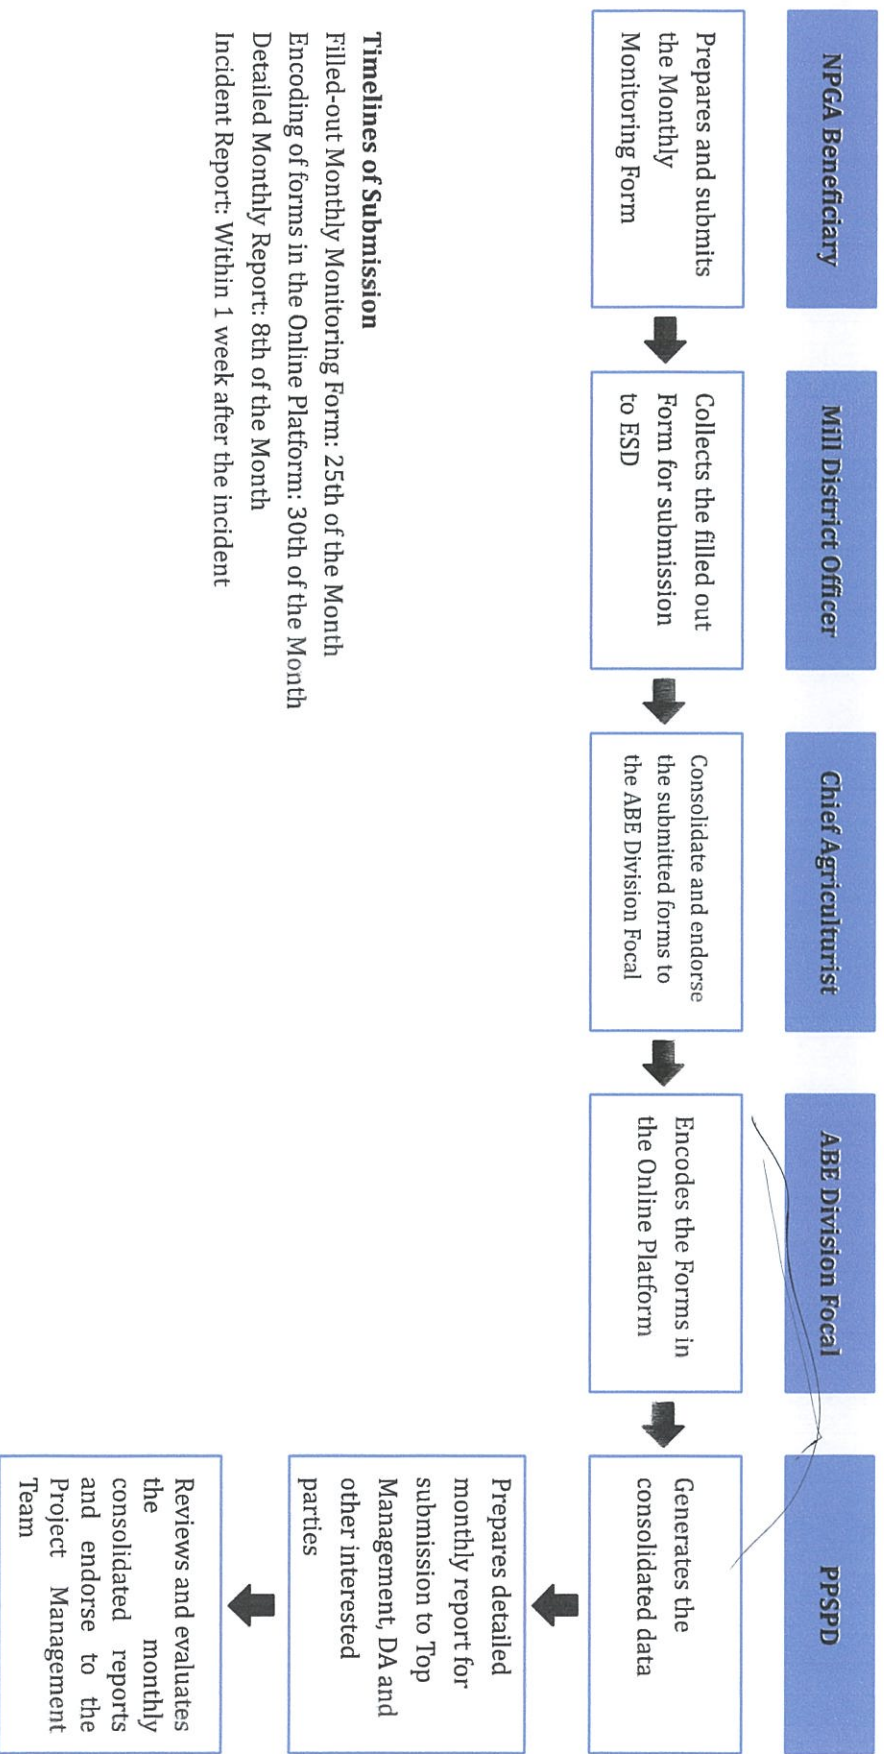 NPGA Beneficiary
Mill District Officer
Chief Agriculturist
ABE Division Focal
PPSPD
Prepares and submits
the Monthly
Monitoring Form
Collects the filled out
Form for submission
to ESD
Consolidate and endorse
the submitted forms to
the ABE Division Focal
Encodes the Forms in
the Online Platform
Generates the
consolidated data
Prepares detailed
monthly report for
submission to Top
Management, DA and
other interested
parties
Reviews and evaluates
the monthly
consolidated reports
and endorse to the
Project Management
Team
Timelines of Submission
Filled-out Monthly Monitoring Form: 25th of the Month
Encoding of forms in the Online Platform: 30th of the Month
Detailed Monthly Report: 8th of the Month
Incident Report: Within 1 week after the incident